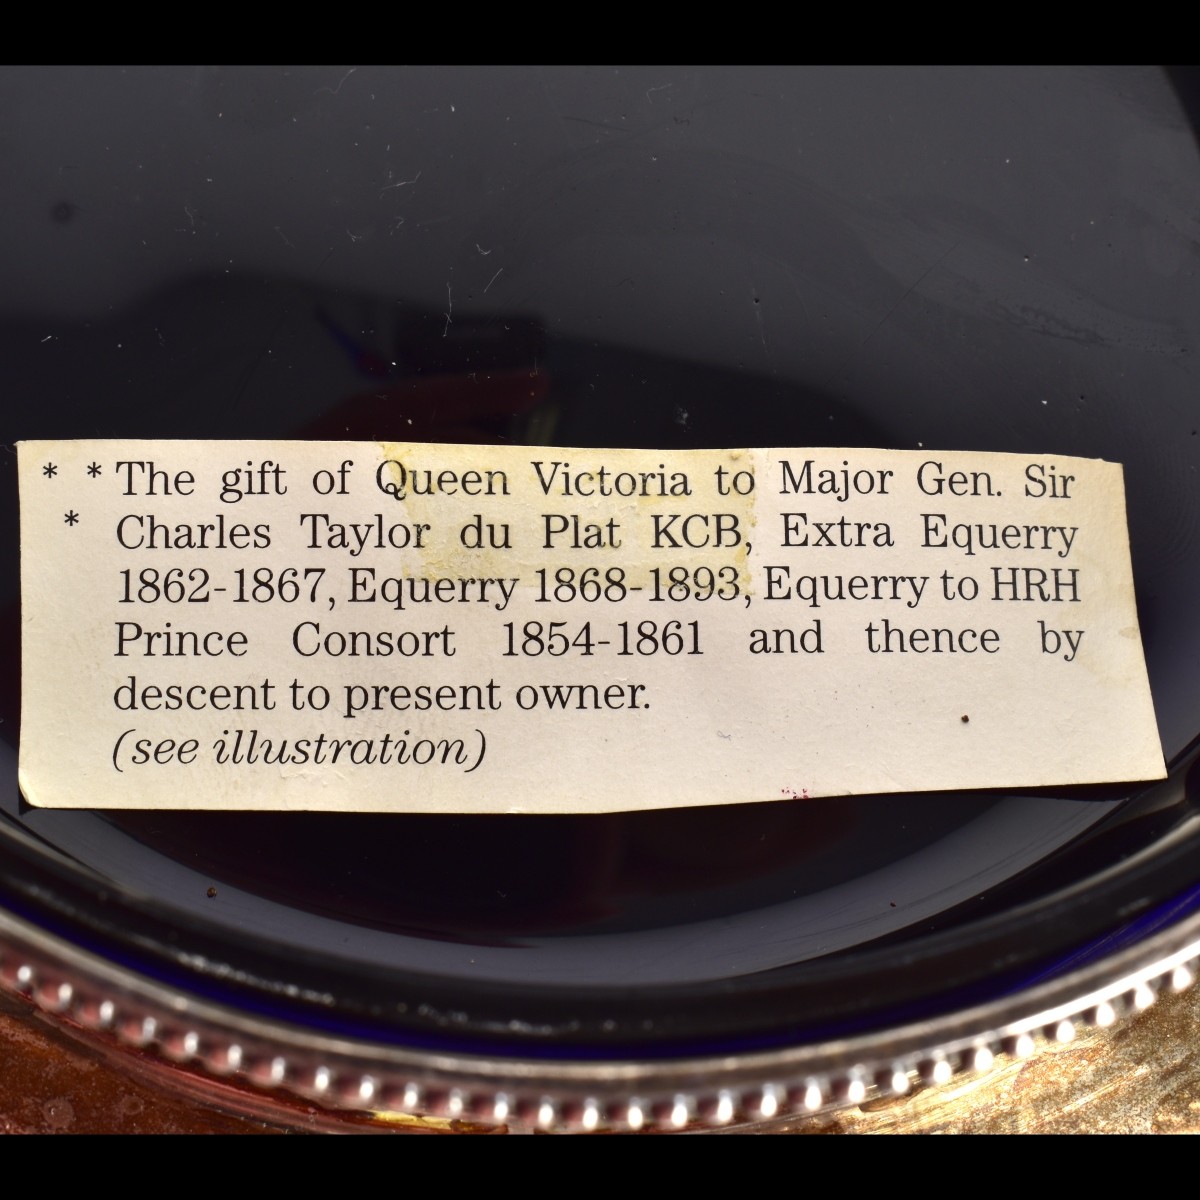 * * The gift of Queen Victoria to Major Gen. Sir
* Charles Taylor du Plat KCB, Extra Equerry
1862-1867, Equerry 1868-1893, Equerry to HRH
Prince Consort 1854-1861 and thence by
descent to present owner.
(see illustration)